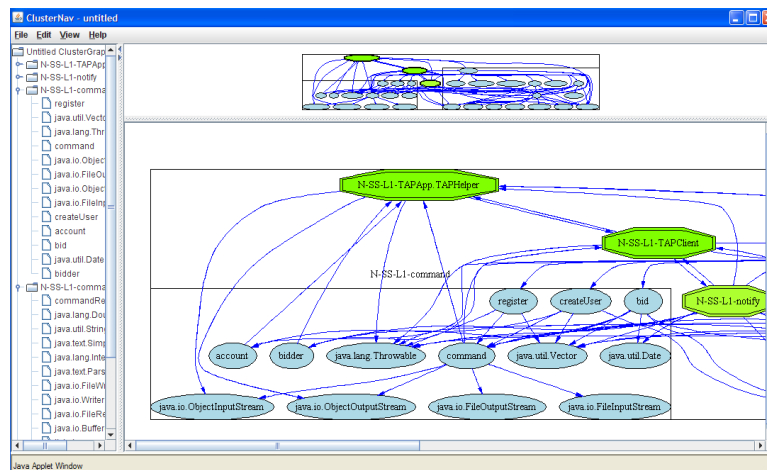 ClusterNav - untitled
File Edit View Help
Untitled ClusterGrap
N-SS-L1-TAPApp
N-SS-L1-notify
N-SS-L1-comma
register
java.util.Vecto
java.lang.Thr
command
java.io.Object
java.io.FileOu
java.io.Object
java.io.FileInp
createUser
account
bid
java.util.Date
bidder
N-SS-L1-comma
commandRe
java.lang.Dou
java.util.String
java.text.Simp
java.lang.Inte
java.text.Pars
java.io.FileWr
java.io.Writer
java.io.FileRe
java.io.Buffer
N-SS-L1-TAPApp.TAPHelper
N-SS-L1-TAPClient
N-SS-L1-command
register createUser bid N-SS-L1-notify
account bidder java.lang.Throwable command java.util.Vector java.util.Date
java.io.ObjectInputStream java.io.ObjectOutputStream java.io.FileOutputStream java.io.FileInputStream
Java Applet Window